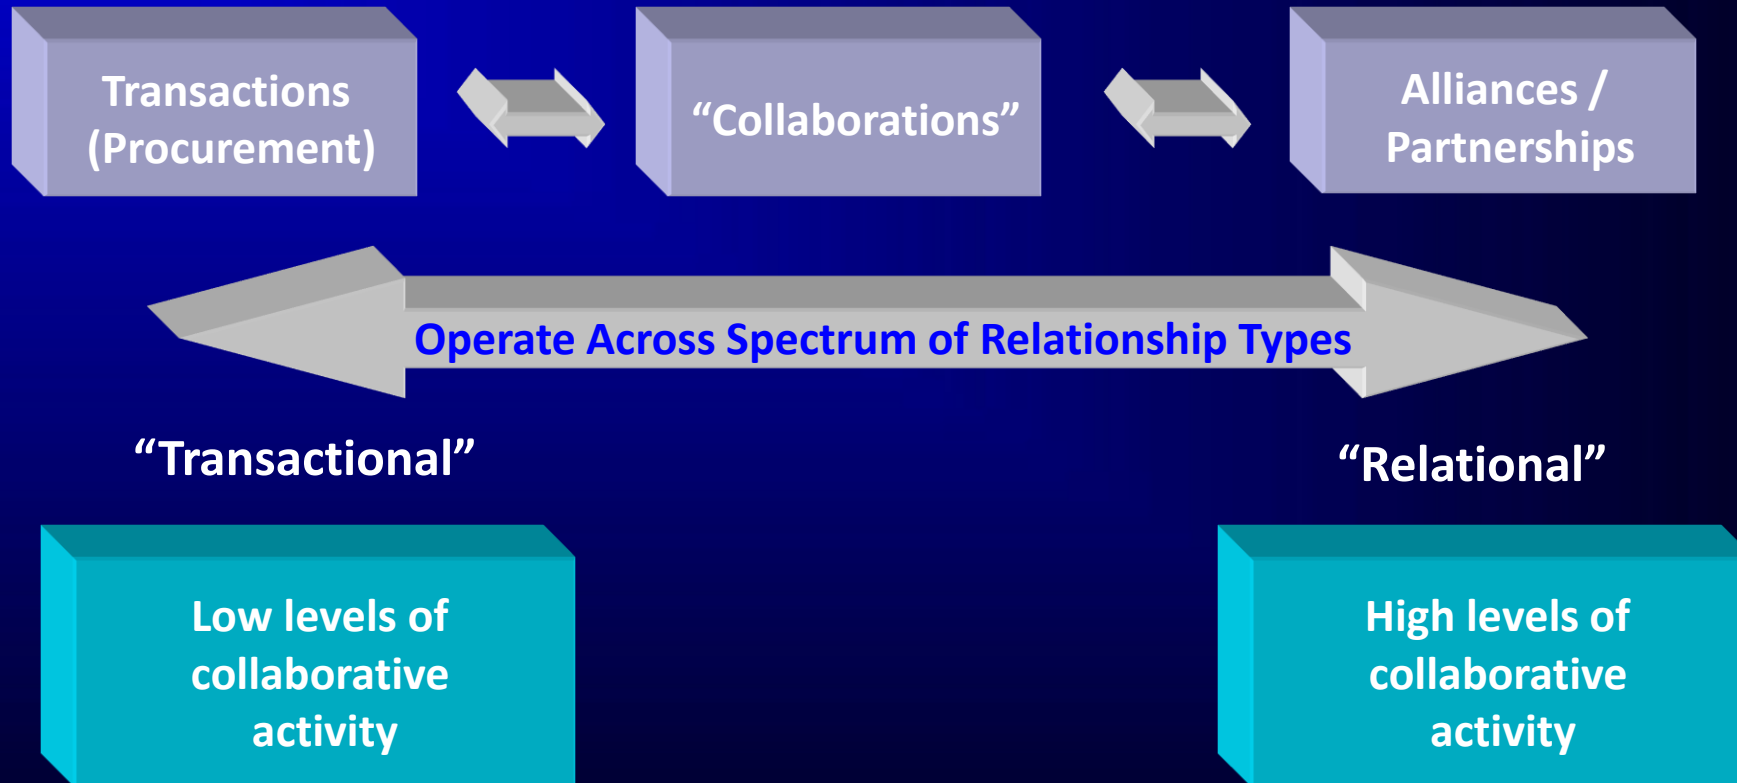 Transactions
(Procurement)
“Collaborations”
Alliances /
Partnerships
Operate Across Spectrum of Relationship Types
“Transactional”
“Relational”
Low levels of
collaborative
activity
High levels of
collaborative
activity